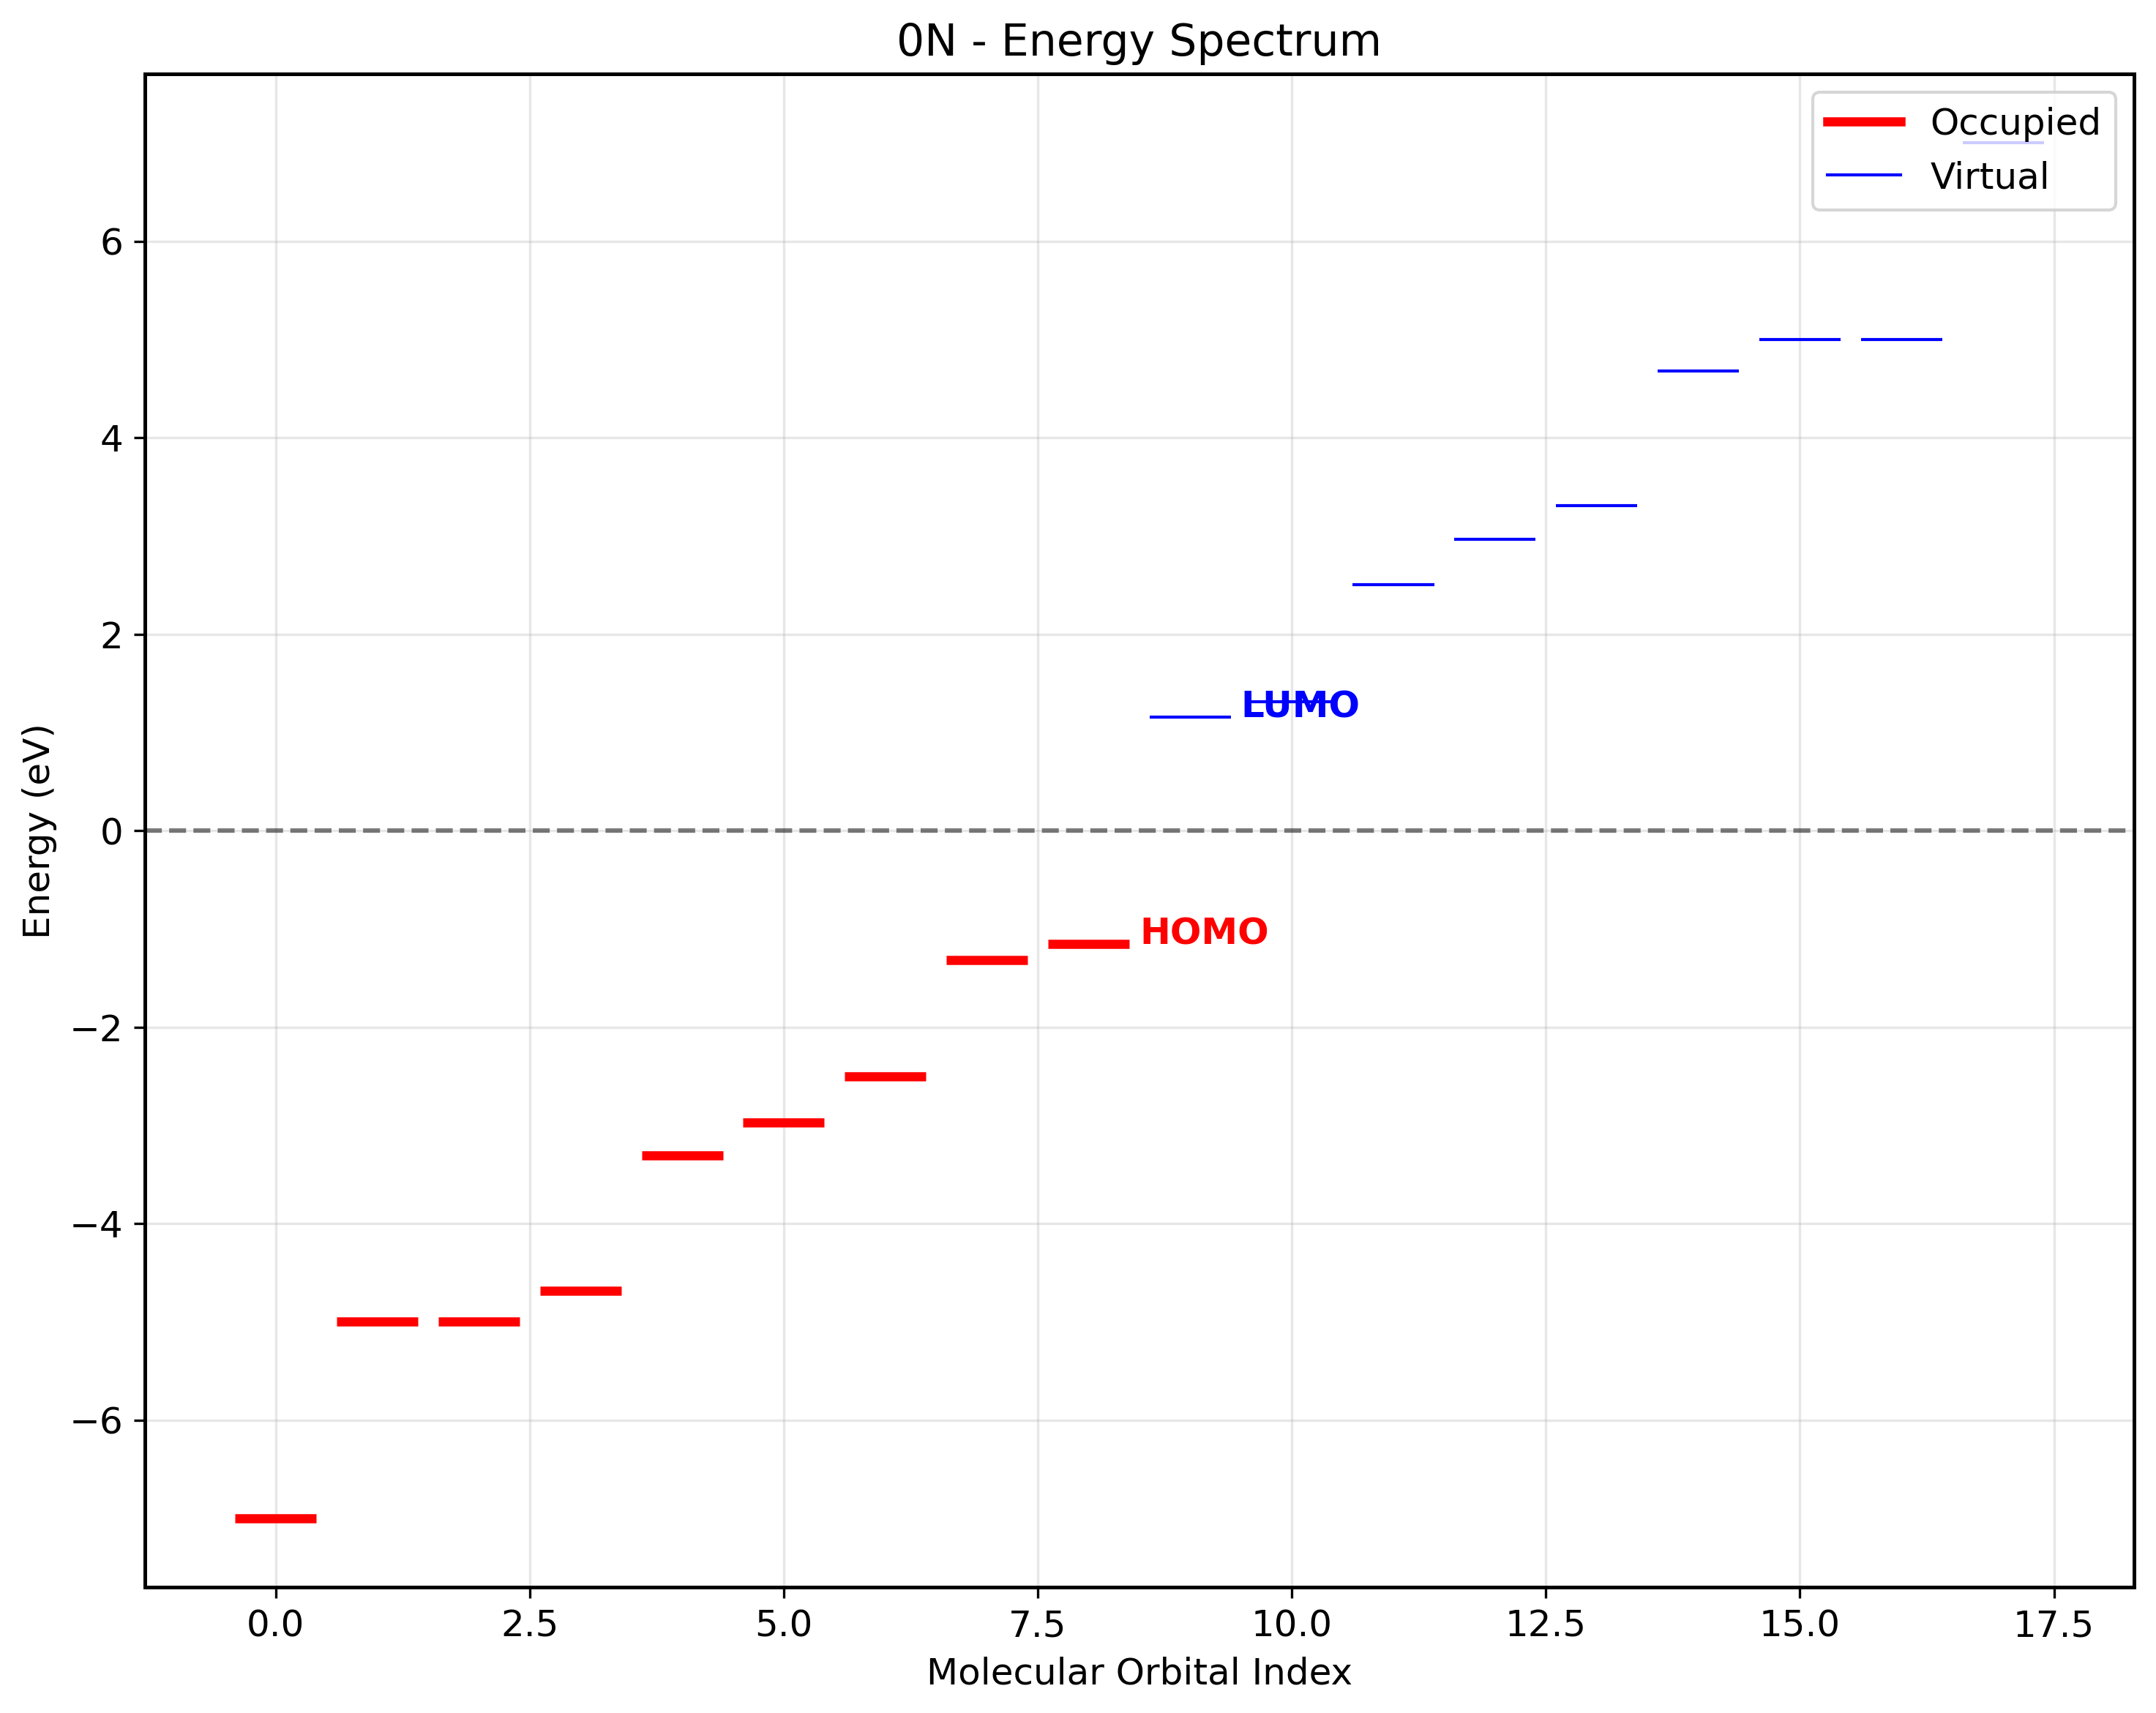 0N - Energy Spectrum
Occupied
Virtual
6
4
2
0
−2
−4
−6
Energy (eV)
LUMO
HOMO
0.0 2.5 5.0 7.5 10.0 12.5 15.0 17.5
Molecular Orbital Index